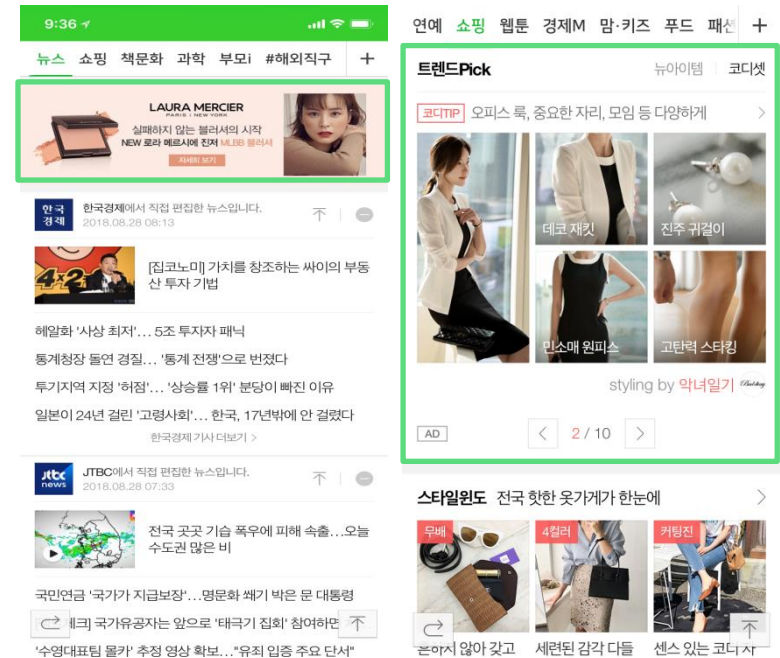 9:36
뉴스 쇼핑 책문화 과학 부모i #해외직구 +
LAURA MERCIER
PARIS | NEW YORK
실패하지 않는 블러셔의 시작
NEW 로라 메르시에 진저 MLBB 블러셔
자세히 보기
한국
경제
한국경제에서 직접 편집한 뉴스입니다.
2018.08.28 08:13
4×2
[집코노미] 가치를 창조하는 싸이의 부동
산 투자 기법
헤알화 '사상 최저'… 5조 투자자 패닉
통계청장 돌연 경질… '통계 전쟁'으로 번졌다
투기지역 지정 '허점'… '상승률 1위' 분당이 빠진 이유
일본이 24년 걸린 '고령사회'… 한국, 17년밖에 안 걸렸다
한국경제 기사 더보기 >
jtbc
news
JTBC에서 직접 편집한 뉴스입니다.
2018.08.28 07:33
전국 곳곳 기습 폭우에 피해 속출…오늘
수도권 많은 비
국민연금 '국가가 지급보장'…명문화 쐐기 박은 문 대통령
체크] 국가유공자는 앞으로 '태극기 집회' 참여하면
'수영대표팀 몰카' 추정 영상 확보…"유죄 입증 주요 단서"
연예 쇼핑 웹툰 경제M 맘·키즈 푸드 패션 +
트렌드Pick 뉴아이템 코디셋
코디TIP 오피스 룩, 중요한 자리, 모임 등 다양하게 >
데코 재킷
진주 귀걸이
민소매 원피스
고탄력 스타킹
styling by 악녀일기
AD < 2 / 10 >
스타일윈도 전국 핫한 옷가게가 한눈에 >
무배
4컬러
커팅진
흔하지 않아 갖고
세련된 감각 다들
센스 있는 코디 자